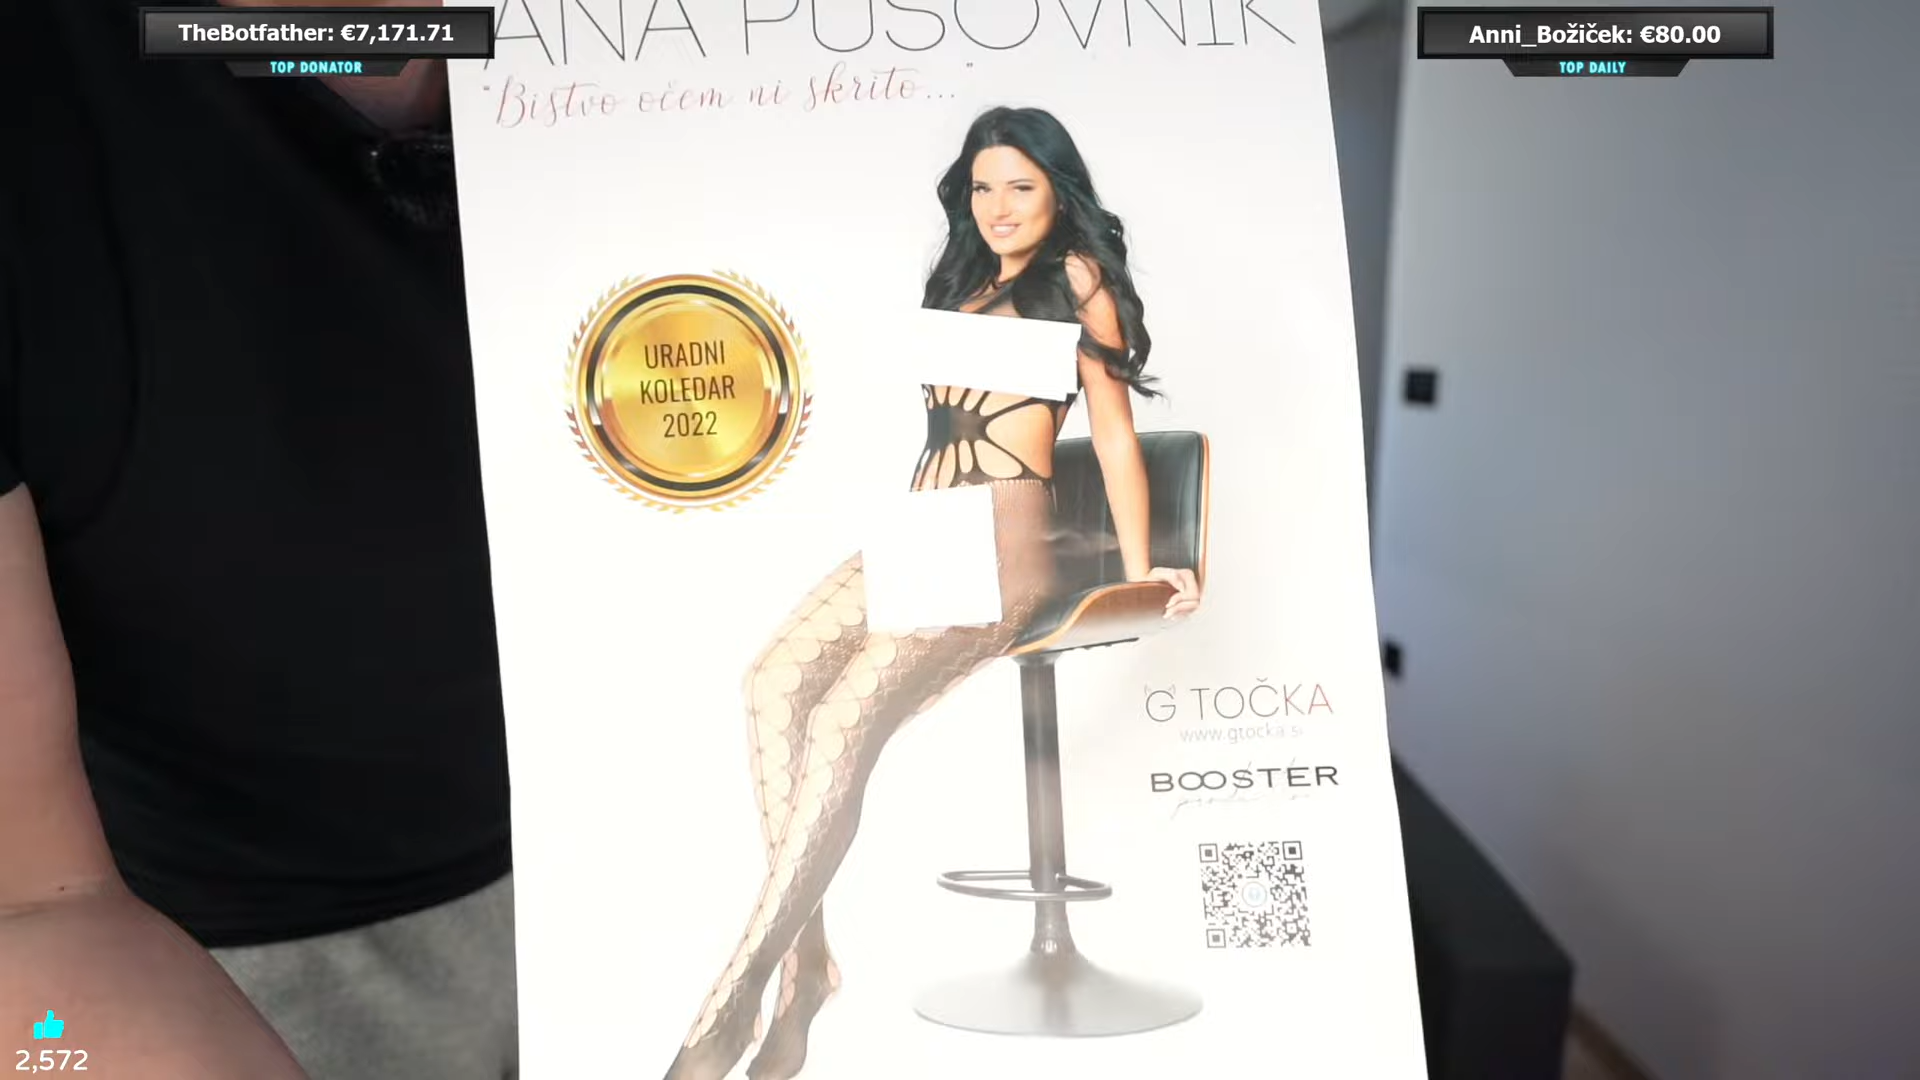 TheBotfather: €7,171.71
TOP DONATOR
Anni_Božiček: €80.00
TOP DAILY
ANA PUSOVNIK
"Bistvo očem ni skrito..."
URADNI
KOLEDAR
2022
G TOČKA
www.gtocka.si
BOOSTER
2,572